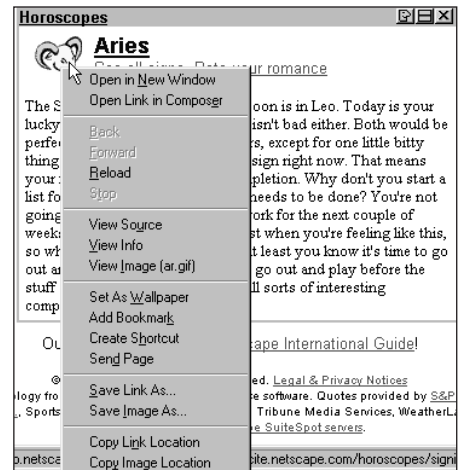 Horoscopes
Aries
your romance
Open in New Window
Open Link in Composer
Back
Forward
Reload
Stop
View Source
View Info
View Image (ar.gif)
Set As Wallpaper
Add Bookmark
Create Shortcut
Send Page
Save Link As...
Save Image As...
Copy Link Location
Copy Image Location
The S oon is in Leo. Today is your
lucky isn't bad either. Both would be
perfe rs, except for one little bitty
thing sign right now. That means
your pletion. Why don't you start a
list fo needs to be done? You're not
going ork for the next couple of
week st when you're feeling like this,
so wh t least you know it's time to go
out a go out and play before the
stuff ll sorts of interesting
comp
Ou cape International Guide!
© ed. Legal & Privacy Notices
logy fro e software. Quotes provided by S&P
, Sports Tribune Media Services, WeatherLa
e SuiteSpot servers.
o.netsca cite.netscape.com/horoscopes/signi